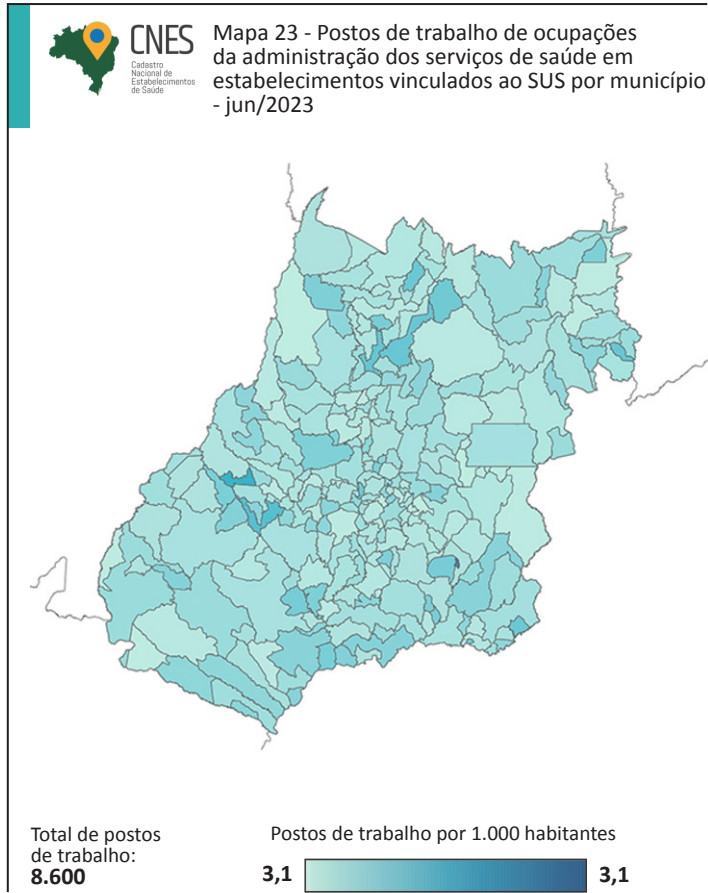 CNES
Cadastro
Nacional de
Estabelecimentos
de Saúde
Mapa 23 - Postos de trabalho de ocupações
da administração dos serviços de saúde em
estabelecimentos vinculados ao SUS por município
- jun/2023
Total de postos
de trabalho:
8.600
Postos de trabalho por 1.000 habitantes
3,1 3,1